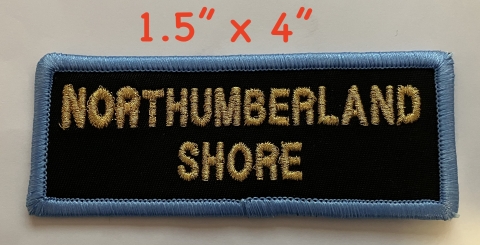 1.5″ x 4″
NORTHUMBERLAND
SHORE